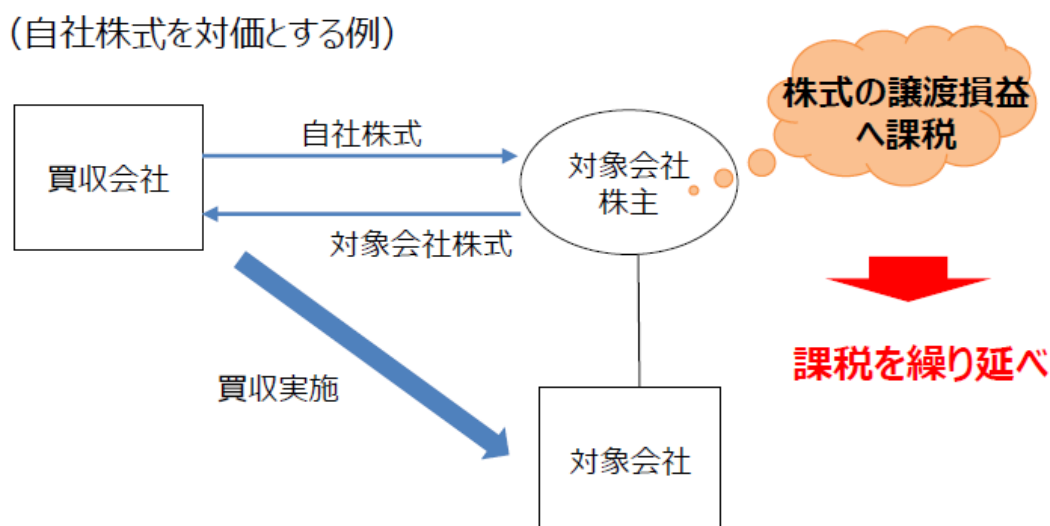 (自社株式を対価とする例)
株式の譲渡損益
へ課税
自社株式
買収会社
対象会社
株主
対象会社株式
課税を繰り延べ
買収実施
対象会社